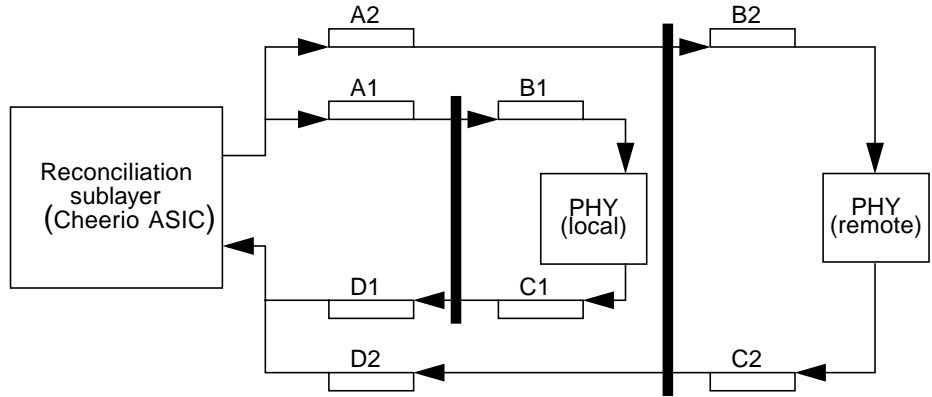 A2
B2
A1
B1
Reconciliation
sublayer
(Cheerio ASIC)
PHY
(local)
PHY
(remote)
D1
C1
D2
C2